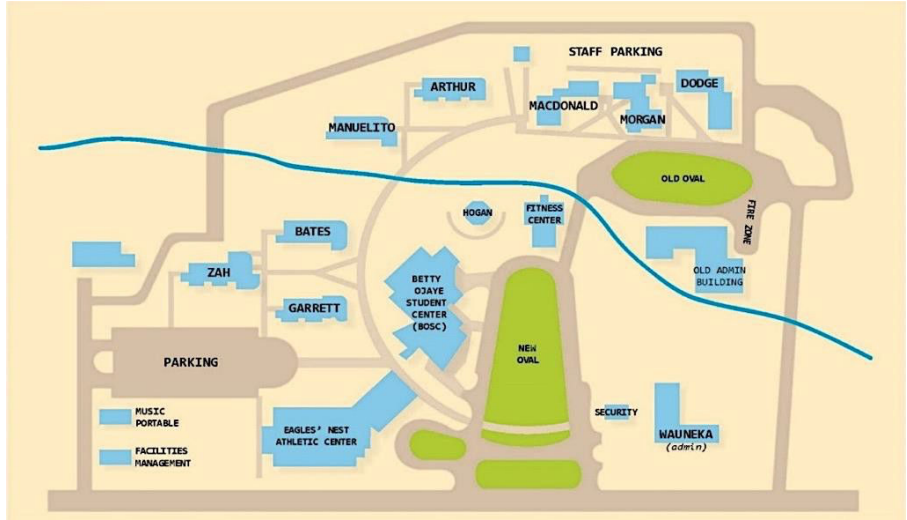 STAFF PARKING
ARTHUR
DODGE
MACDONALD
MORGAN
MANUELITO
OLD OVAL
HOGAN
FITNESS
CENTER
FIRE ZONE
BATES
ZAH
BETTY
OJAYE
STUDENT
CENTER
(BOSC)
OLD ADMIN
BUILDING
GARRETT
NEW
OVAL
PARKING
MUSIC
PORTABLE
SECURITY
EAGLES' NEST
ATHLETIC CENTER
WAUNEKA
(admin)
FACILITIES
MANAGEMENT